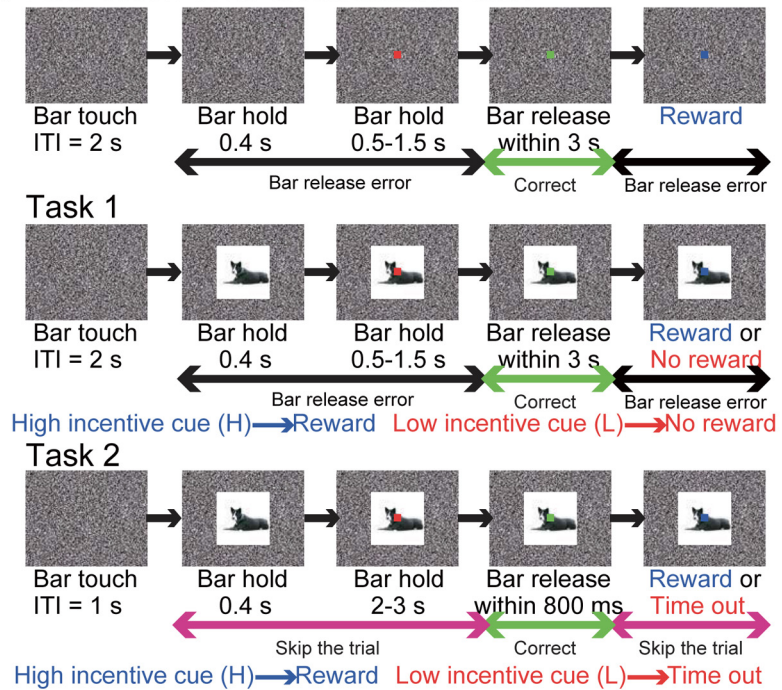 Bar touch Bar hold Bar hold Bar release Reward
ITI = 2 s 0.4 s 0.5-1.5 s within 3 s
Bar release error Correct Bar release error
Task 1
Bar touch Bar hold Bar hold Bar release Reward or
ITI = 2 s 0.4 s 0.5-1.5 s within 3 s No reward
Bar release error Correct Bar release error
High incentive cue (H) Reward Low incentive cue (L) No reward
Task 2
Bar touch Bar hold Bar hold Bar release Reward or
ITI = 1 s 0.4 s 2-3 s within 800 ms Time out
Skip the trial Correct Skip the trial
High incentive cue (H) Reward Low incentive cue (L) Time out